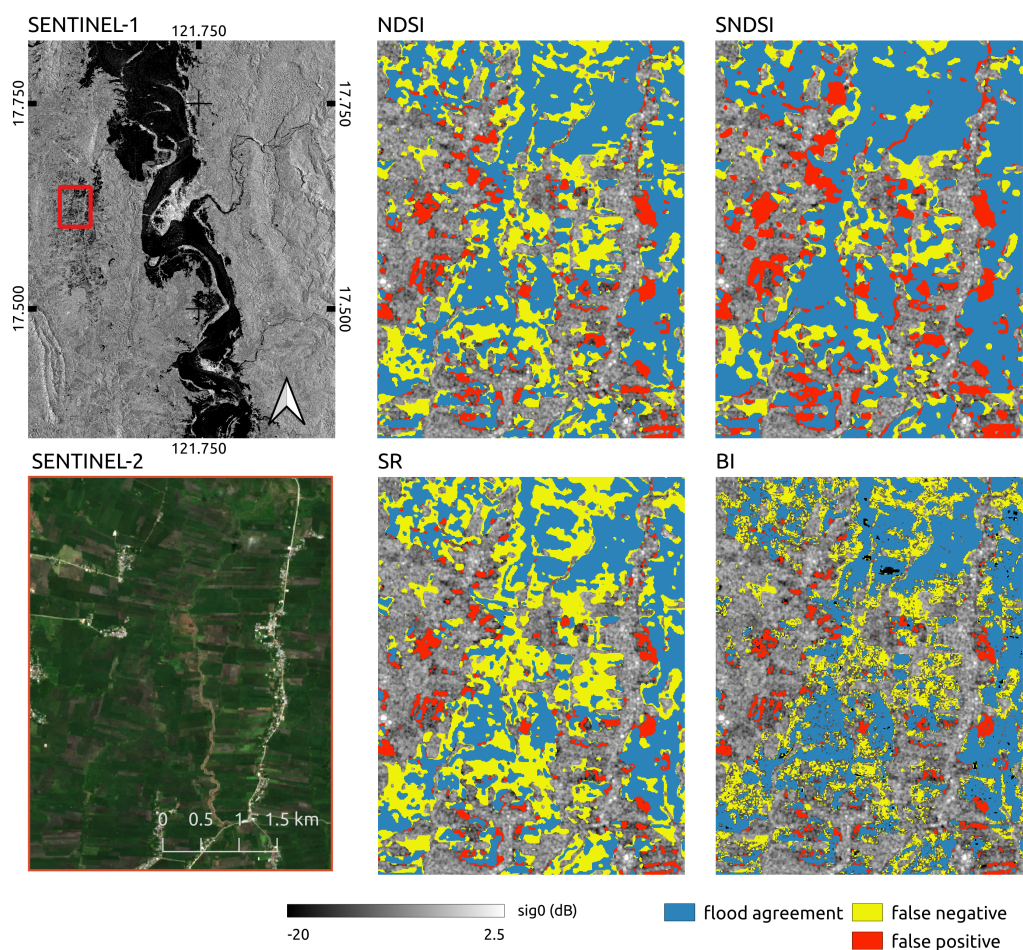 SENTINEL-1
121.750
NDSI
SNDSI
17.750
17.750
17.500
17.500
121.750
SENTINEL-2
SR
BI
0 0.5 1 1.5 km
sig0 (dB)
-20
2.5
flood agreement
false negative
false positive